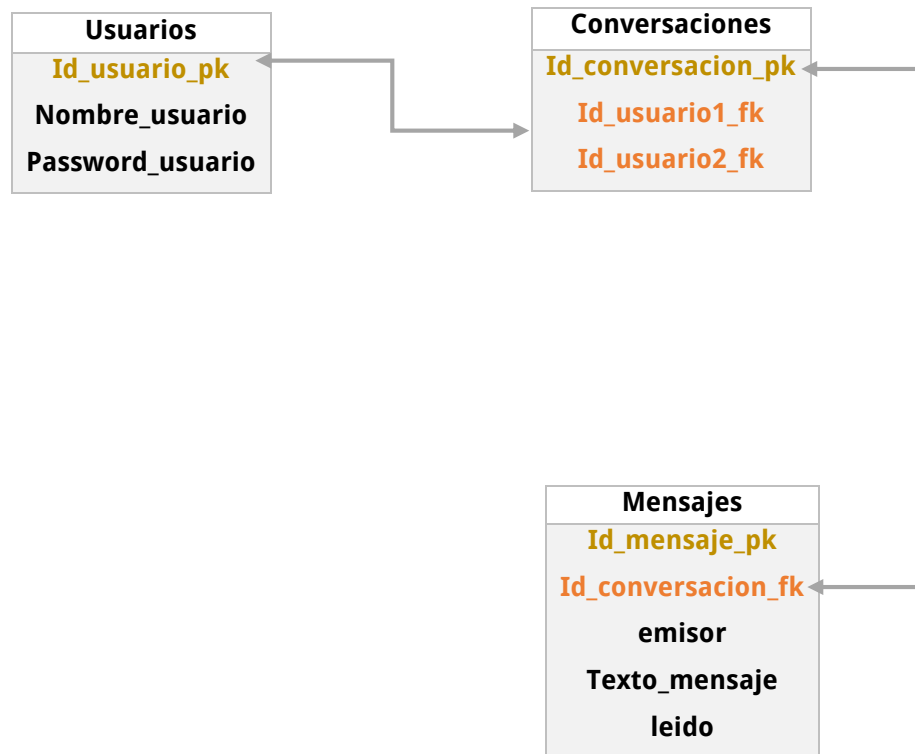 Usuarios
Id_usuario_pk
Nombre_usuario
Password_usuario
Conversaciones
Id_conversacion_pk
Id_usuario1_fk
Id_usuario2_fk
Mensajes
Id_mensaje_pk
Id_conversacion_fk
emisor
Texto_mensaje
leido